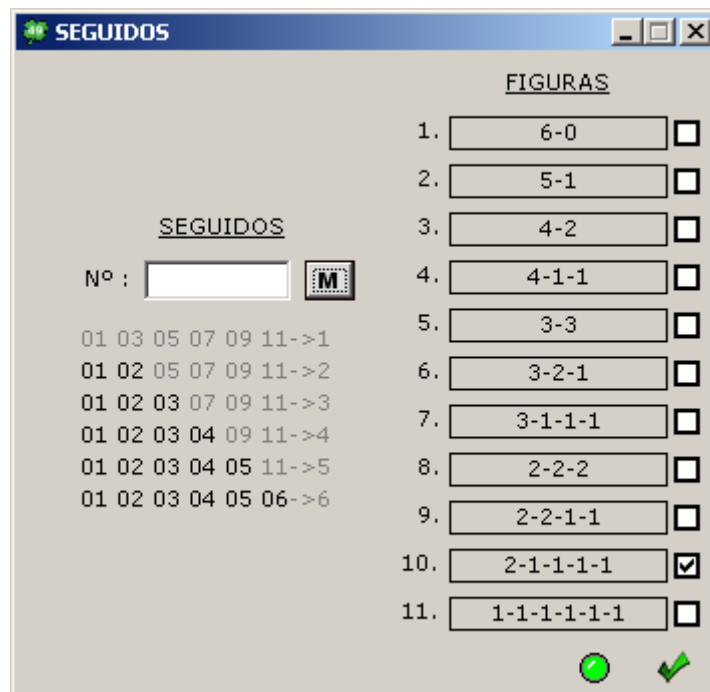 SEGUIDOS
SEGUIDOS
Nº :
M
01 03 05 07 09 11->1
01 02 05 07 09 11->2
01 02 03 07 09 11->3
01 02 03 04 09 11->4
01 02 03 04 05 11->5
01 02 03 04 05 06->6
FIGURAS
1. 6-0
2. 5-1
3. 4-2
4. 4-1-1
5. 3-3
6. 3-2-1
7. 3-1-1-1
8. 2-2-2
9. 2-2-1-1
10. 2-1-1-1-1
11. 1-1-1-1-1-1